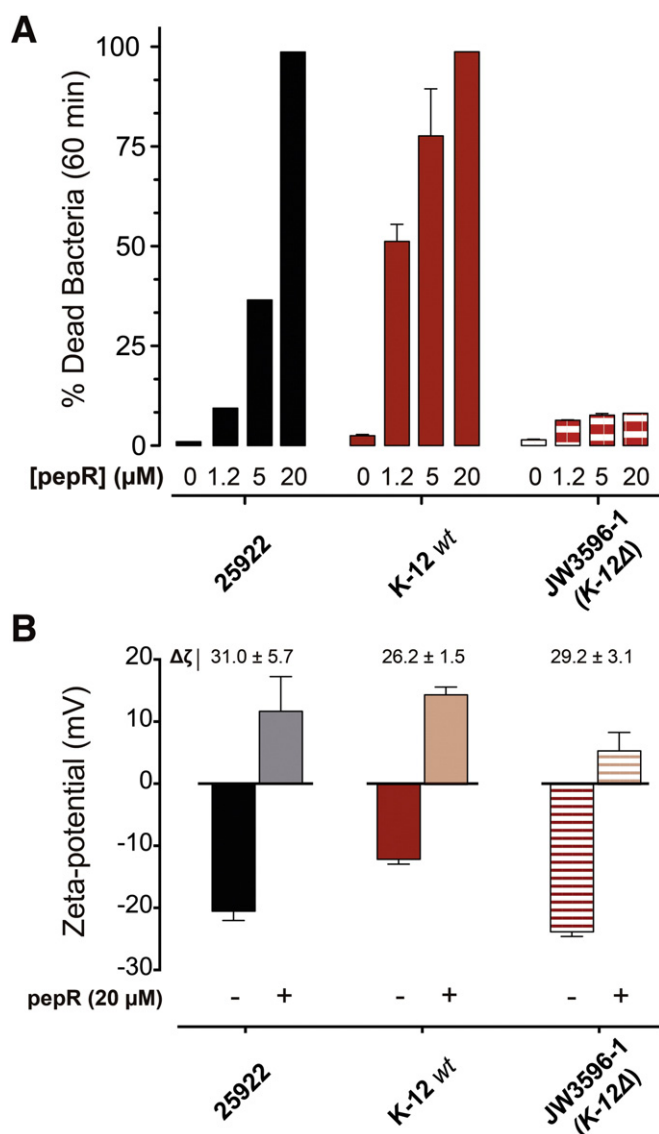 A
% Dead Bacteria (60 min)
100
75
50
25
0
[pepR] (µM) 0 1.2 5 20 0 1.2 5 20 0 1.2 5 20
25922
K-12 wt
JW3596-1
(K-12Δ)
B
Zeta-potential (mV)
Δζ 31.0 ± 5.7 26.2 ± 1.5 29.2 ± 3.1
20
10
0
-10
-20
-30
pepR (20 µM) - + - + - +
25922
K-12 wt
JW3596-1
(K-12Δ)